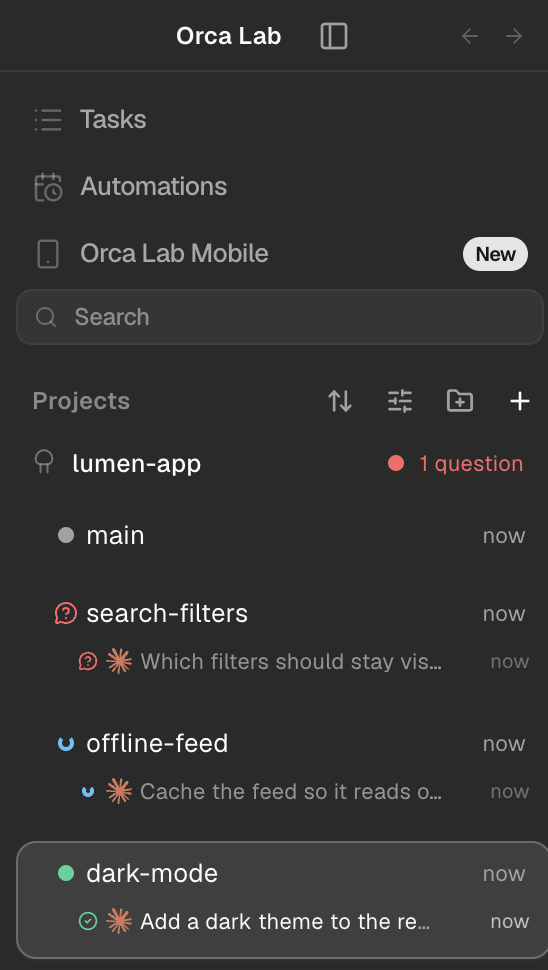 Orca Lab
Tasks
Automations
Orca Lab Mobile New
Search
Projects
lumen-app 1 question
main now
search-filters now
Which filters should stay vis… now
offline-feed now
Cache the feed so it reads o… now
dark-mode now
Add a dark theme to the re… now